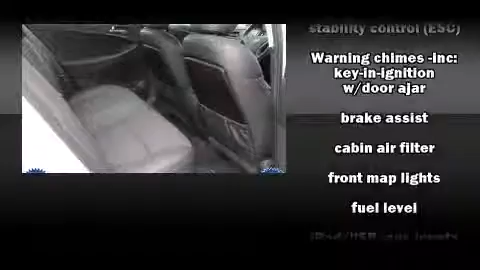 stability control (ESC)
Warning chimes -inc:
key-in-ignition
w/door ajar
brake assist
cabin air filter
front map lights
fuel level